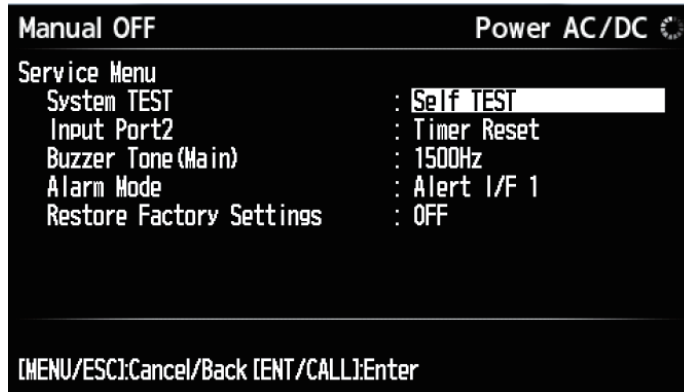 Manual OFF Power AC/DC
Service Menu
System TEST : Self TEST
Input Port2 : Timer Reset
Buzzer Tone(Main) : 1500Hz
Alarm Mode : Alert I/F 1
Restore Factory Settings : OFF
[MENU/ESC]:Cancel/Back [ENT/CALL]:Enter